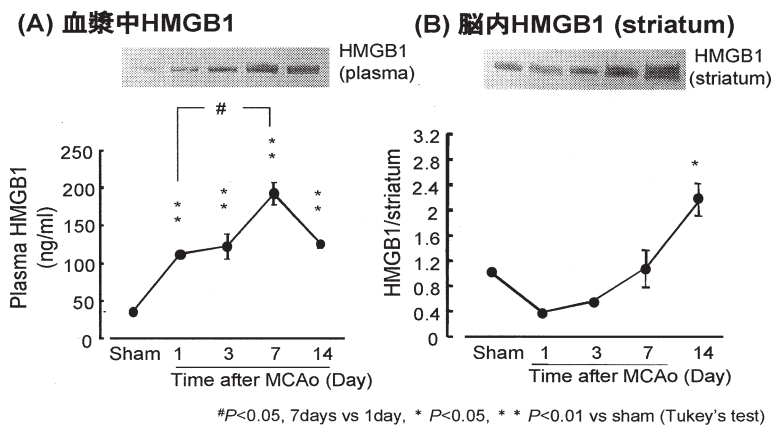 (A) 血漿中HMGB1
HMGB1
(plasma)
#
* *
* *
* *
* *
Plasma HMGB1
(ng/ml)
250
200
150
100
50
0
Sham 1 3 7 14
Time after MCAo (Day)
(B) 脳内HMGB1 (striatum)
HMGB1
(striatum)
*
HMGB1/striatum
3.2
2.8
2.4
2
1.6
1.2
0.8
0.4
0
Sham 1 3 7 14
Time after MCAo (Day)
#P<0.05, 7days vs 1day, * P<0.05, * * P<0.01 vs sham (Tukey's test)